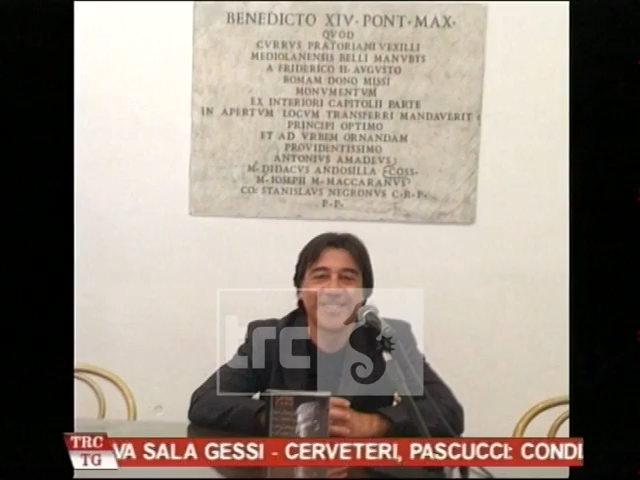 BENEDICTO XIV·PONT·MAX·
QVOD
CVRRVS PRATORIANI VEXILLI
MEDIOLANENSIS BELLI MANVBIS
A FRIDERICO II·AVGVSTO
ROMAM DONO MISSI
MONVMENTVM
EX INTERIORI CAPITOLII PARTE
IN APERTVM LOCVM TRANSFERRI MANDAVERIT
PRINCIPI OPTIMO
ET AD VRBEM ORNANDAM
PROVIDENTISSIMO
ANTONIVS AMADEVS
M·DIDACVS ANDOSILLA COSS·
M·IOSEPH M·MACCARANVS
CO: STANISLAVS NEGRONVS C·R·P·
P·P·
trc
TRC
TG
VA SALA GESSI - CERVETERI, PASCUCCI: CONDI